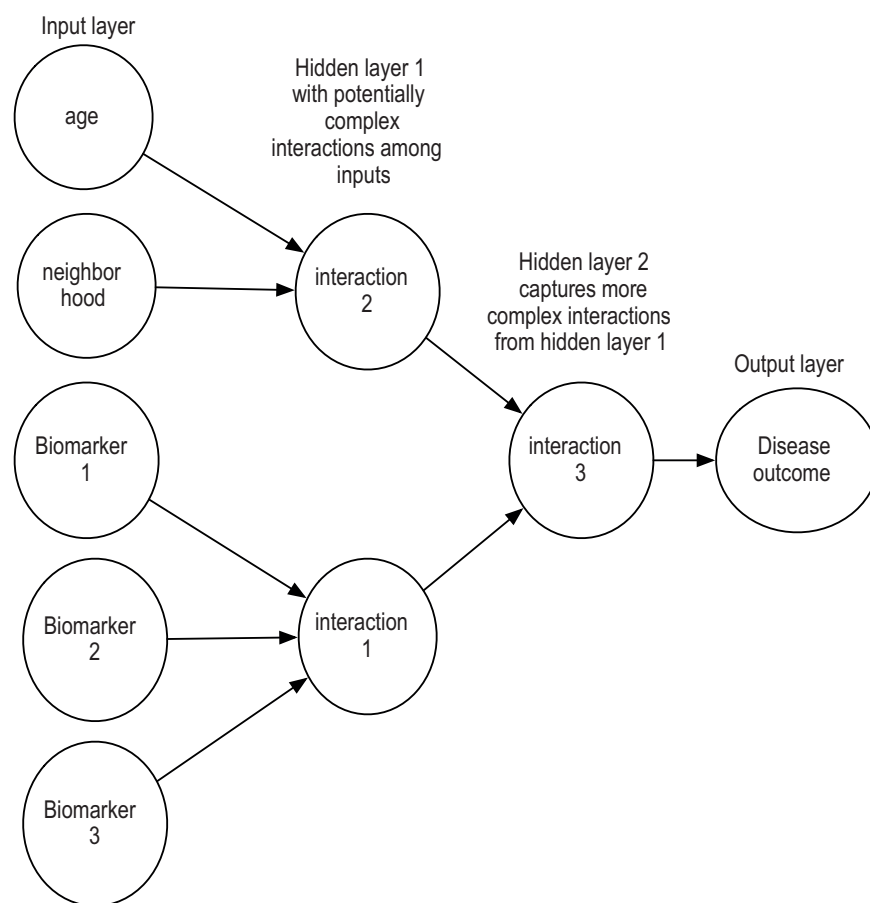 Input layer
age
neighbor
hood
Biomarker
1
Biomarker
2
Biomarker
3
Hidden layer 1
with potentially
complex
interactions among
inputs
interaction
2
interaction
1
Hidden layer 2
captures more
complex interactions
from hidden layer 1
interaction
3
Output layer
Disease
outcome